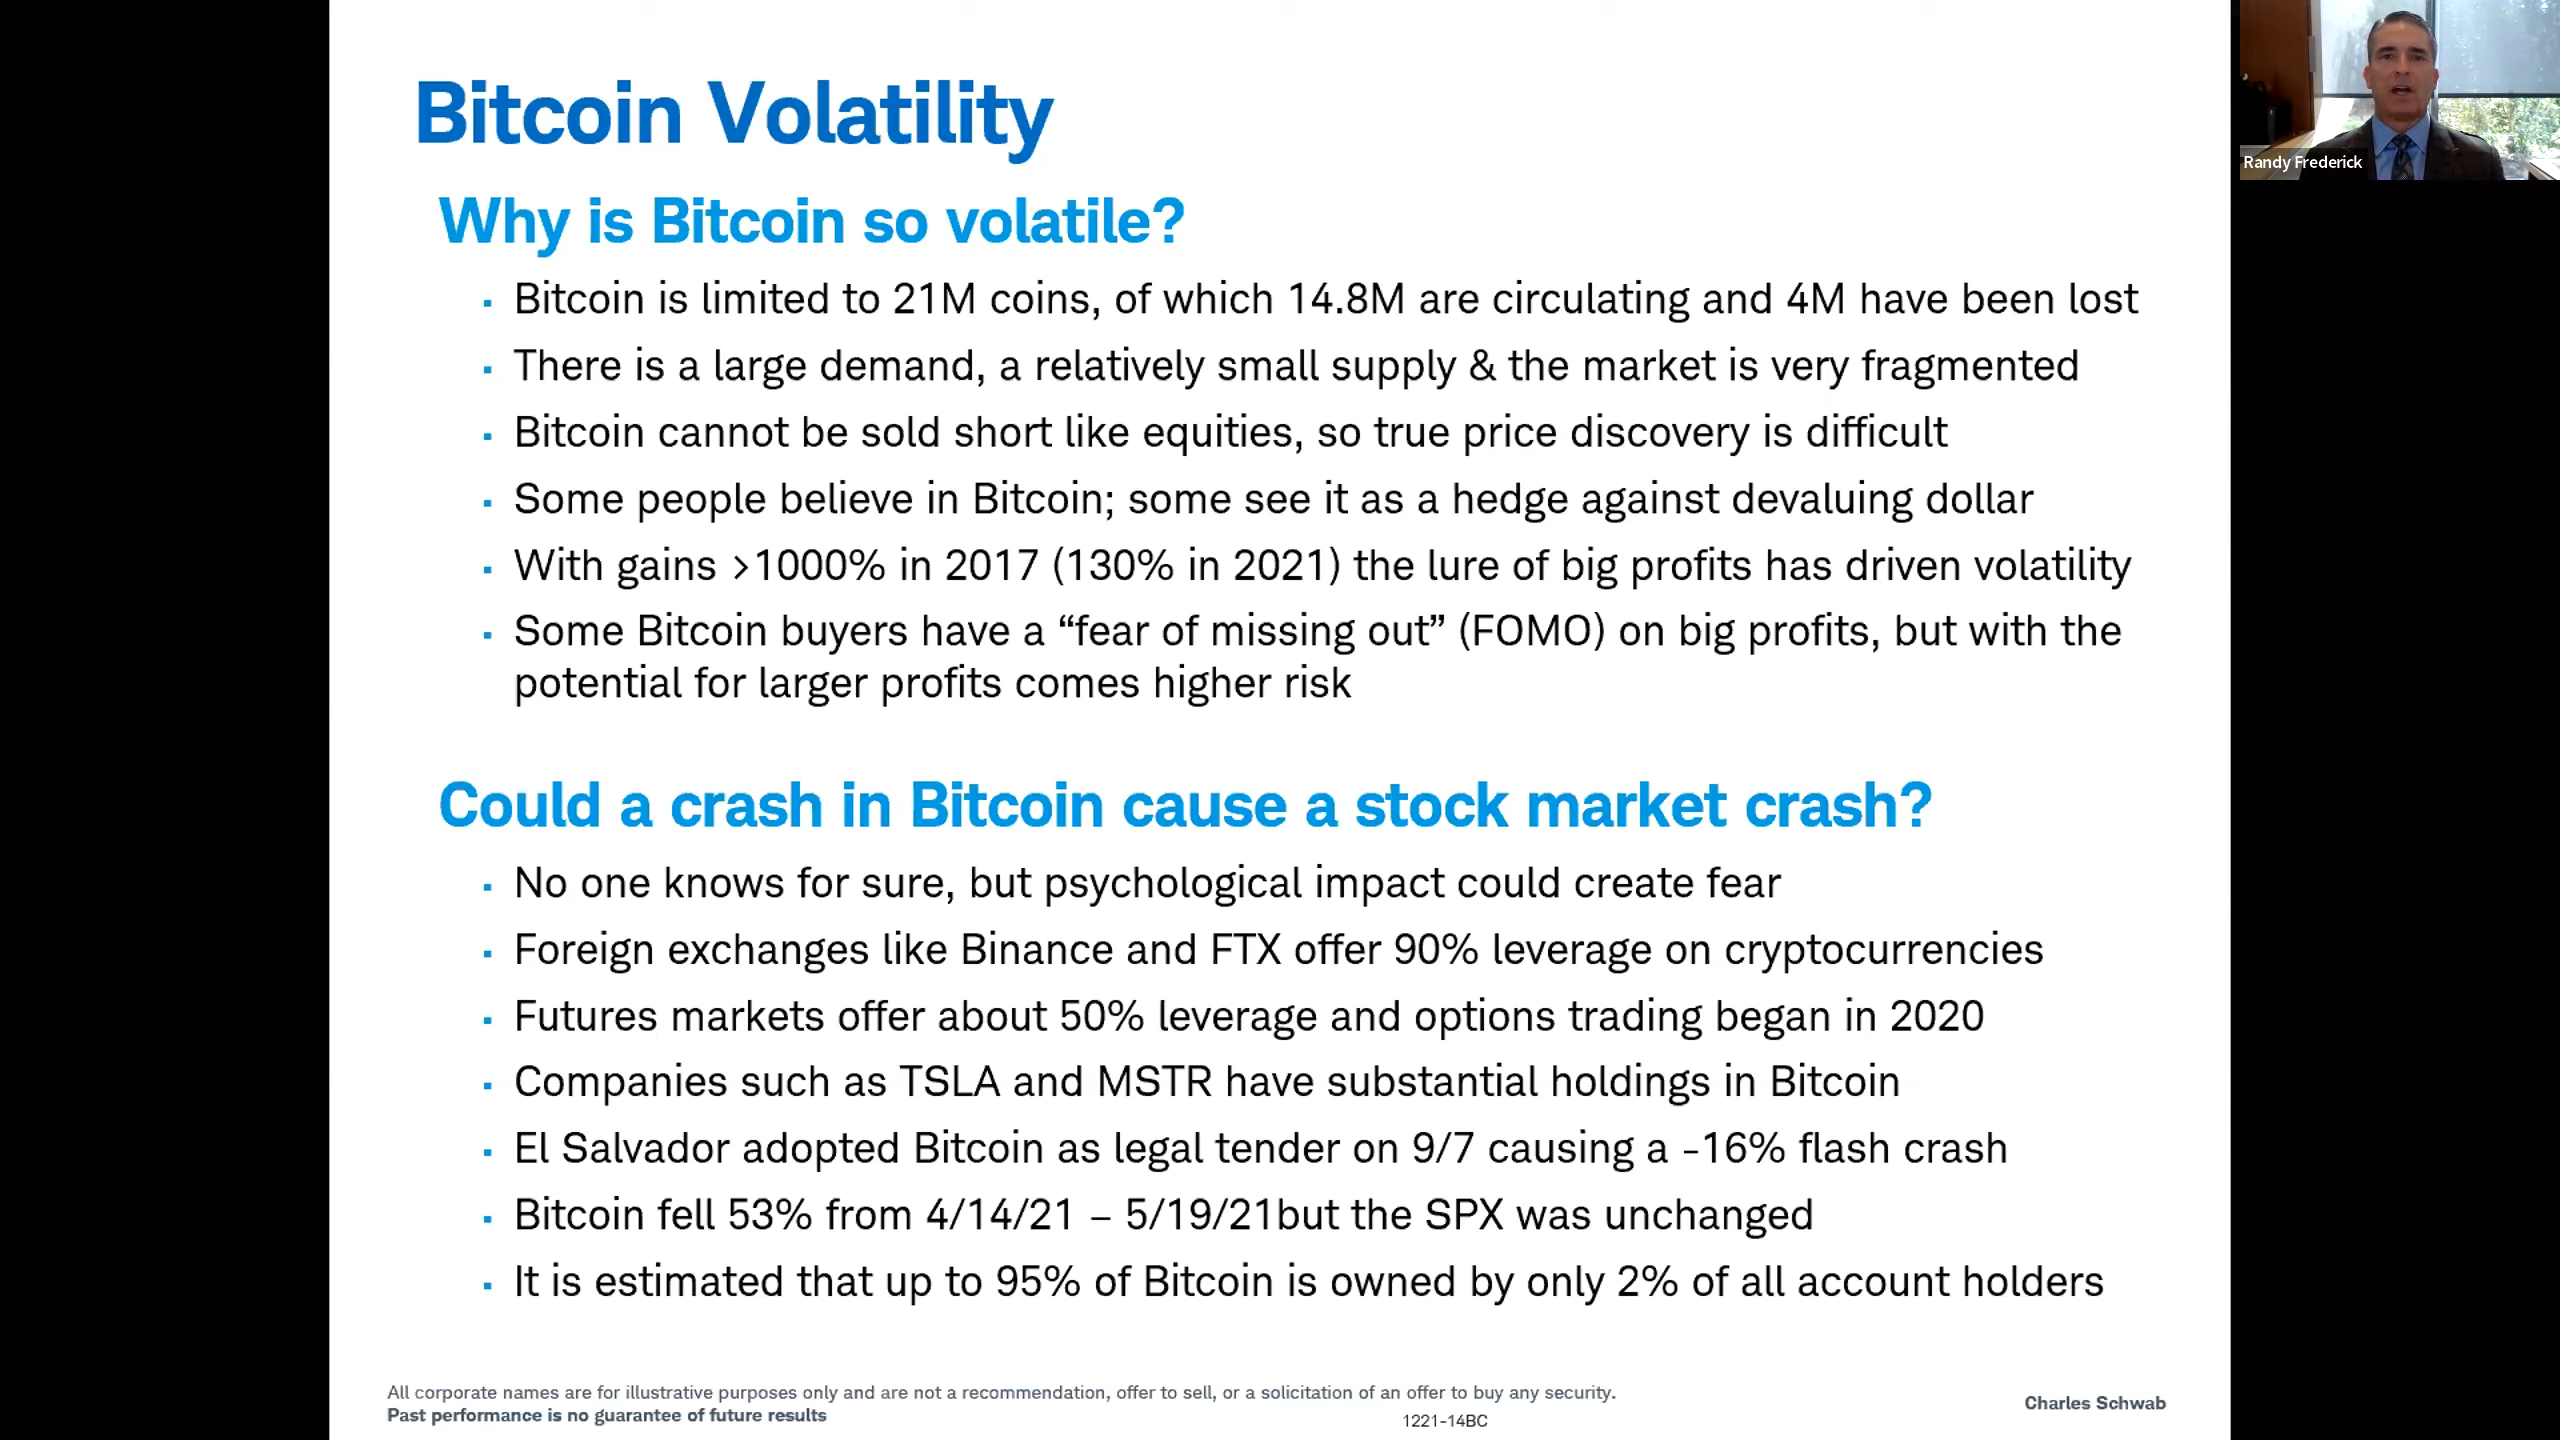 Bitcoin Volatility
Randy Frederick
Why is Bitcoin so volatile?
▪ Bitcoin is limited to 21M coins, of which 14.8M are circulating and 4M have been lost
▪ There is a large demand, a relatively small supply & the market is very fragmented
▪ Bitcoin cannot be sold short like equities, so true price discovery is difficult
▪ Some people believe in Bitcoin; some see it as a hedge against devaluing dollar
▪ With gains >1000% in 2017 (130% in 2021) the lure of big profits has driven volatility
▪ Some Bitcoin buyers have a “fear of missing out” (FOMO) on big profits, but with the
potential for larger profits comes higher risk
Could a crash in Bitcoin cause a stock market crash?
▪ No one knows for sure, but psychological impact could create fear
▪ Foreign exchanges like Binance and FTX offer 90% leverage on cryptocurrencies
▪ Futures markets offer about 50% leverage and options trading began in 2020
▪ Companies such as TSLA and MSTR have substantial holdings in Bitcoin
▪ El Salvador adopted Bitcoin as legal tender on 9/7 causing a -16% flash crash
▪ Bitcoin fell 53% from 4/14/21 – 5/19/21but the SPX was unchanged
▪ It is estimated that up to 95% of Bitcoin is owned by only 2% of all account holders
All corporate names are for illustrative purposes only and are not a recommendation, offer to sell, or a solicitation of an offer to buy any security.
Past performance is no guarantee of future results
1221-14BC
Charles Schwab